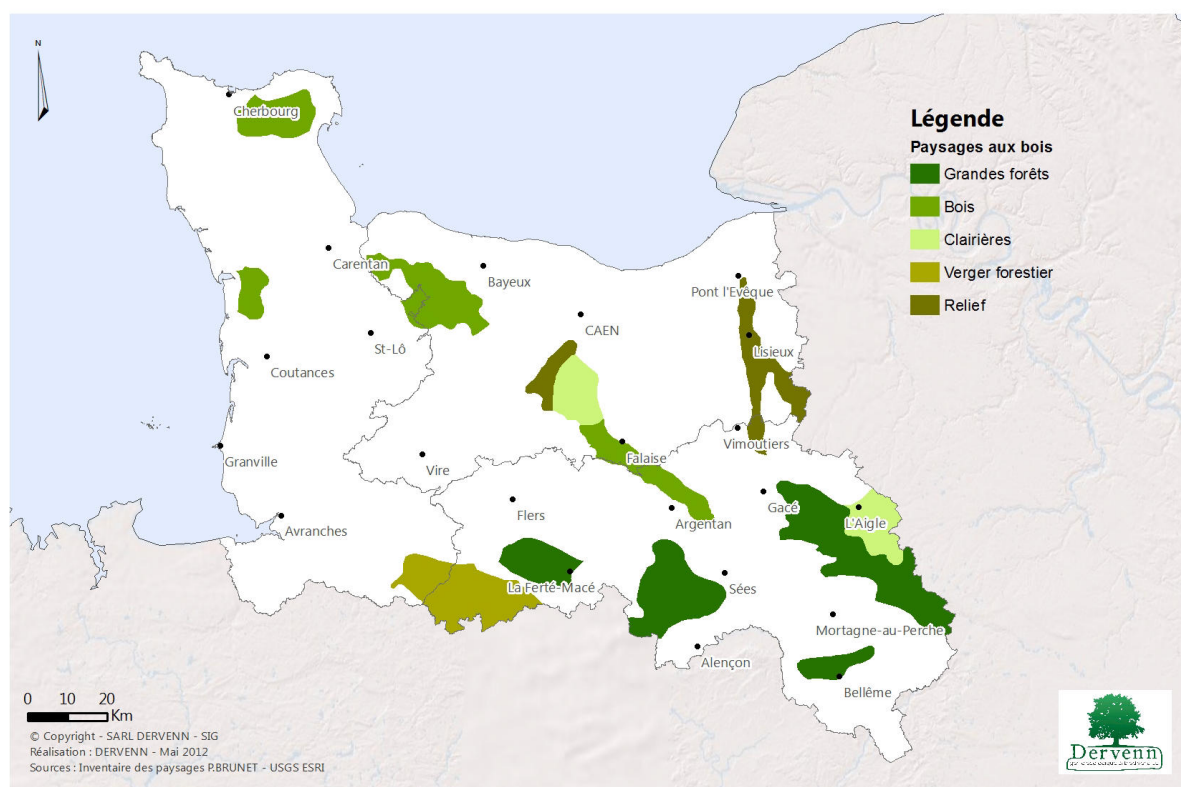 N
Cherbourg
Carentan
Bayeux
Pont l'Evêque
CAEN
St-Lô
Lisieux
Coutances
Granville
Vire
Falaise
Vimoutiers
Flers
Argentan
Gacé
L'Aigle
Avranches
La Ferté-Macé
Sées
Mortagne-au-Perche
Alençon
Bellême
Légende
Paysages aux bois
Grandes forêts
Bois
Clairières
Verger forestier
Relief
0 10 20
Km
© Copyright - SARL DERVENN - SIG
Réalisation : DERVENN - Mai 2012
Sources : Inventaire des paysages P.BRUNET - USGS ESRI
Dervenn